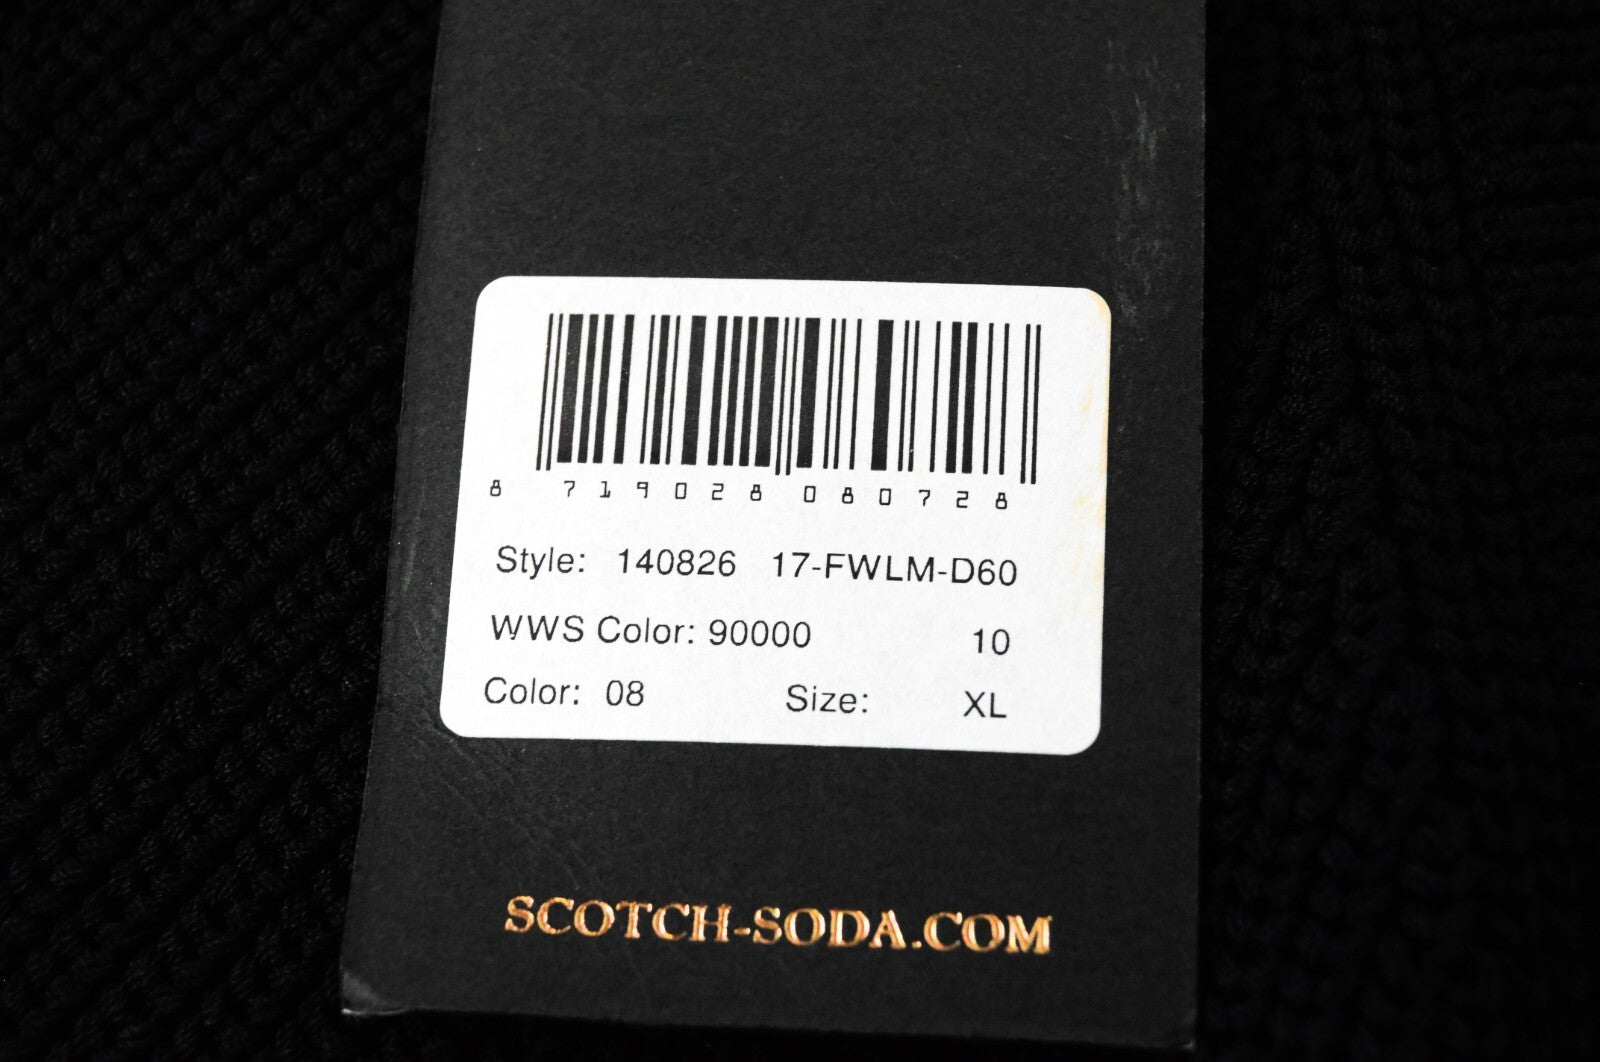 8 719028 080728
Style: 140826 17-FWLM-D60
WWS Color: 90000 10
Color: 08 Size: XL
SCOTCH-SODA.COM